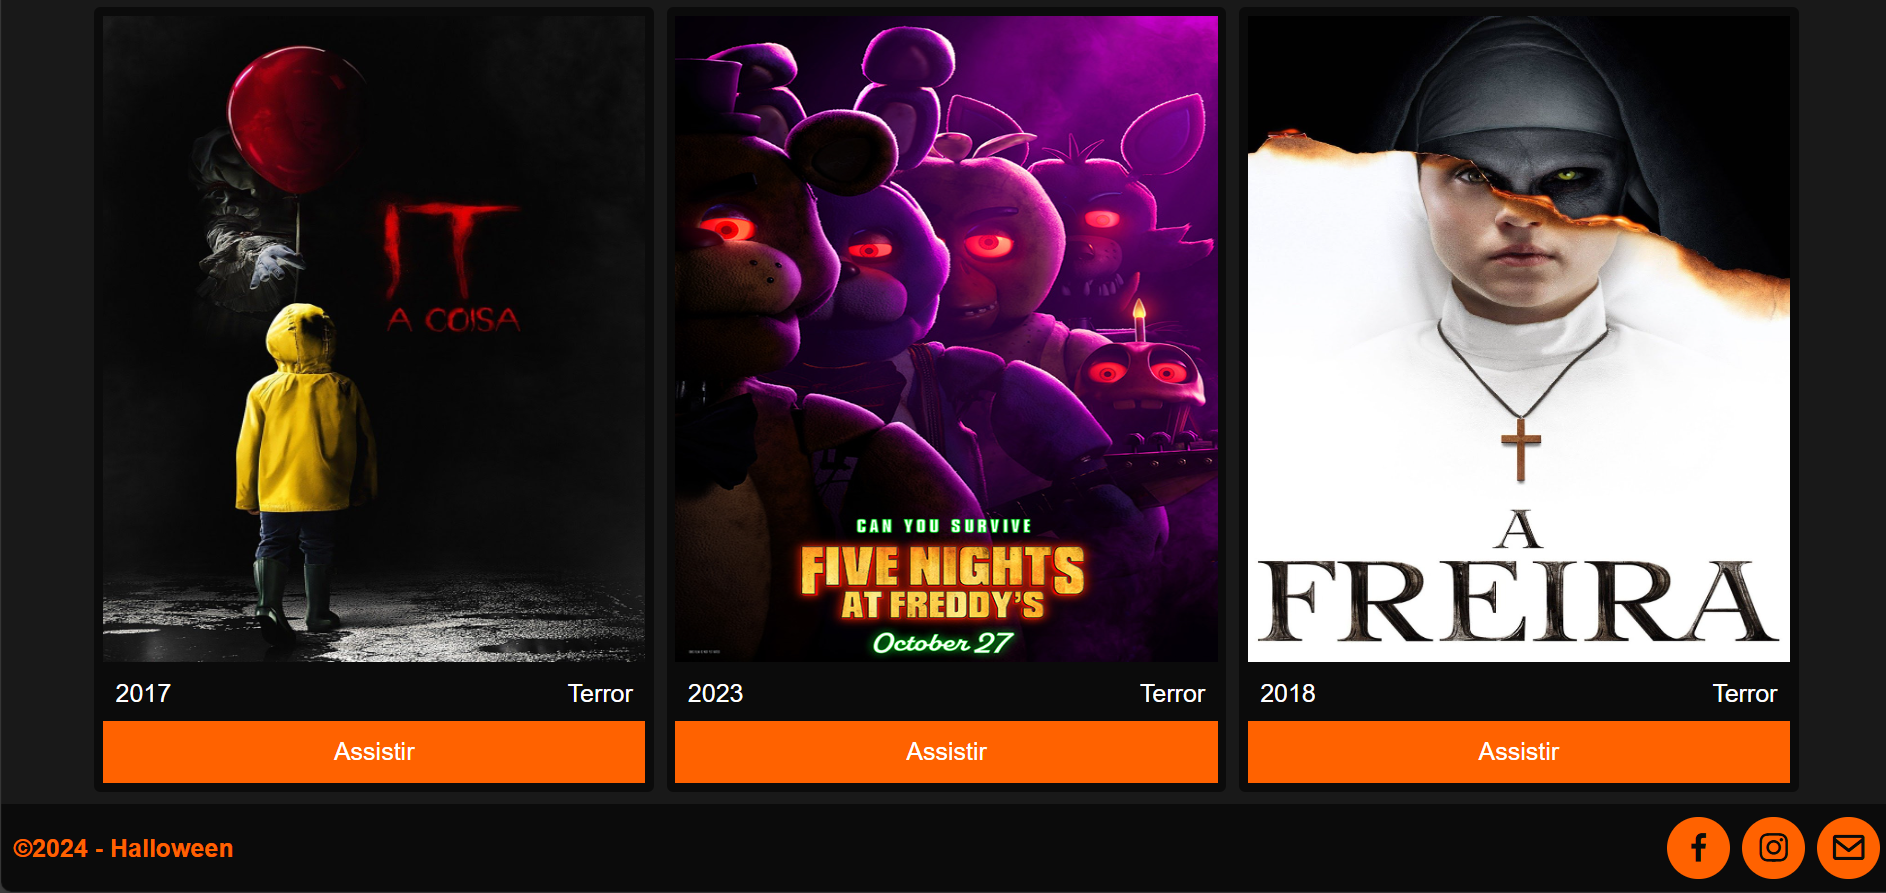 IT
A COISA
2017 Terror
Assistir
CAN YOU SURVIVE
FIVE NIGHTS
AT FREDDY'S
October 27
2023 Terror
Assistir
A
FREIRA
2018 Terror
Assistir
©2024 - Halloween